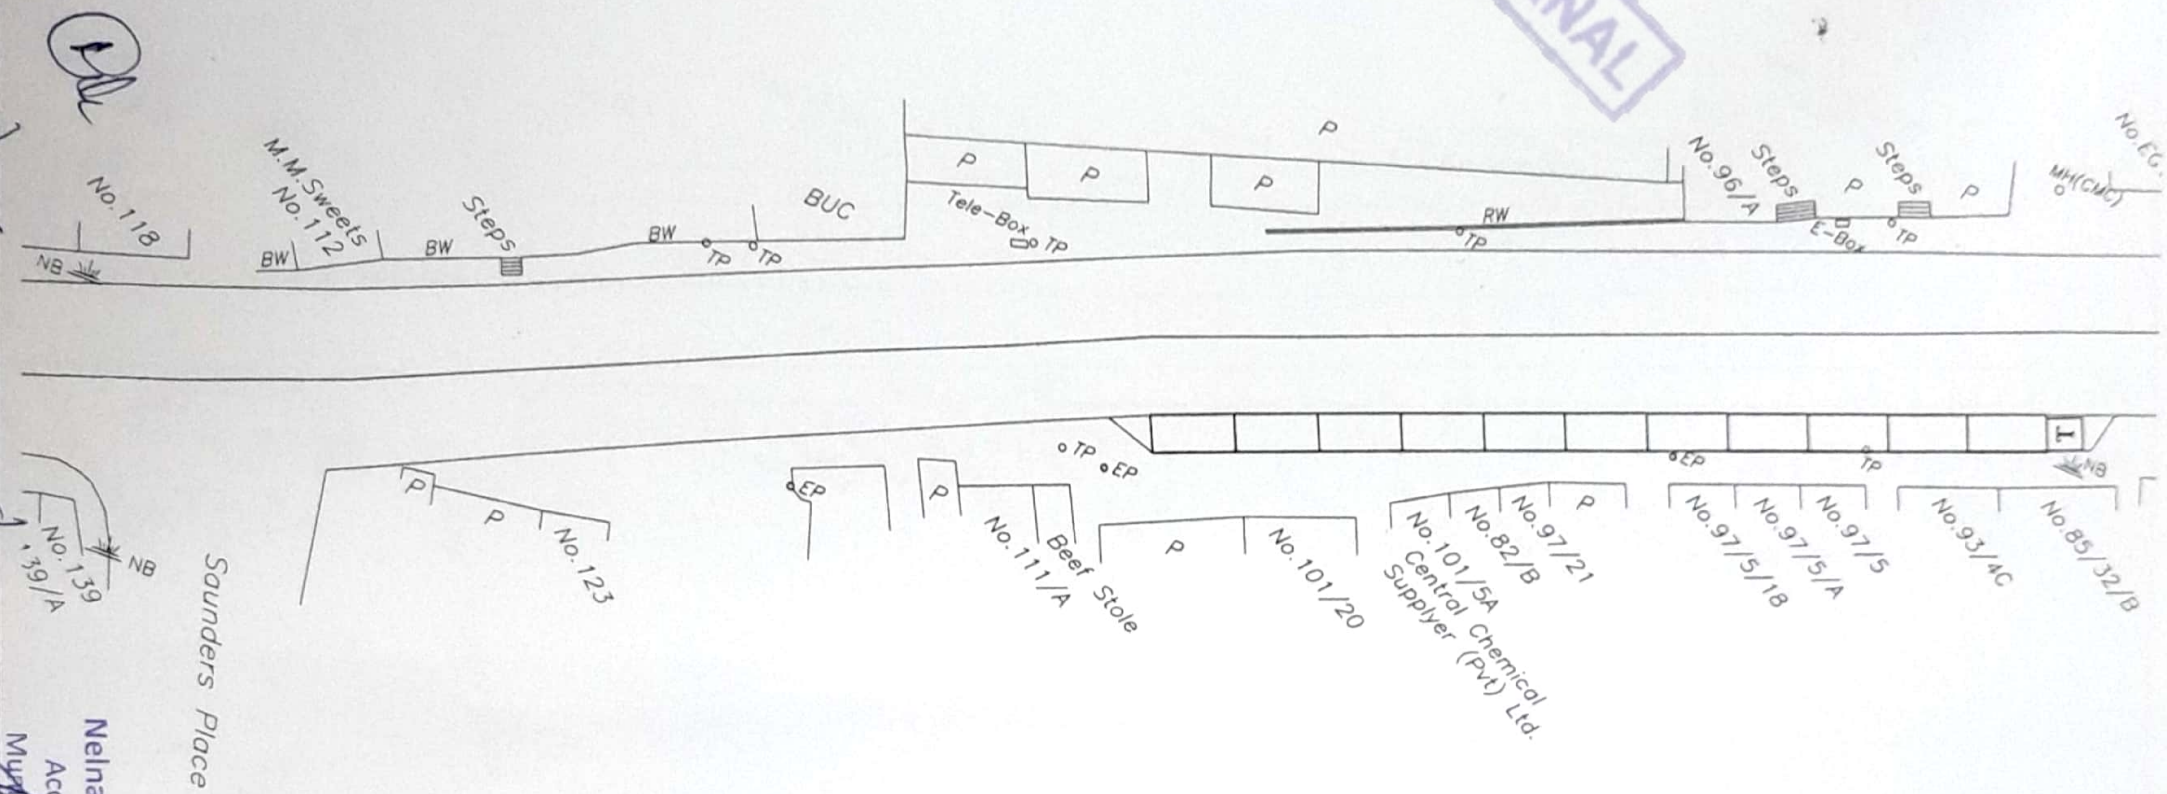 P
No.118
M.M.Sweets
No.112
Steps
BUC
P
P
P
No.96/A
Steps
P
Steps
P
MH(CMC)
NB
BW
BW
BW
TP
TP
Tele-Box
TP
RW
TP
E-Box
TP
T
TP
EP
EP
TP
NB
P
P
No.123
EP
P
No.111/A
Beef Stole
P
No.101/20
No.101/5A
Central Chemical
Supplyer (Pvt) Ltd.
No.82/B
No.97/21
P
No.97/5/18
No.97/5/A
No.97/5
No.93/4C
No.85/32/B
No.139
NB
Saunders Place